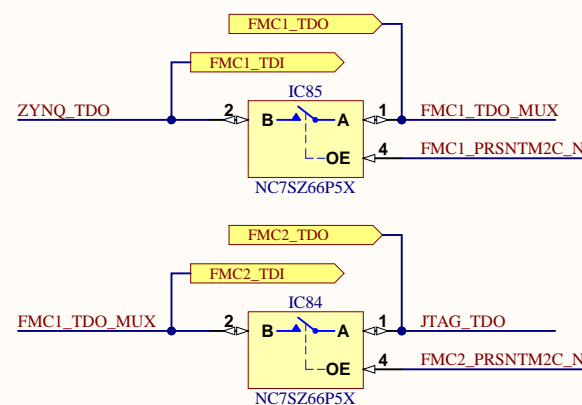 FMC1_TDO
FMC1_TDI
IC85
ZYNQ_TDO 2 B A 1 FMC1_TDO_MUX
OE 4 FMC1_PRSNTM2C_N
NC7SZ66P5X
FMC2_TDO
FMC2_TDI
IC84
FMC1_TDO_MUX 2 B A 1 JTAG_TDO
OE 4 FMC2_PRSNTM2C_N
NC7SZ66P5X